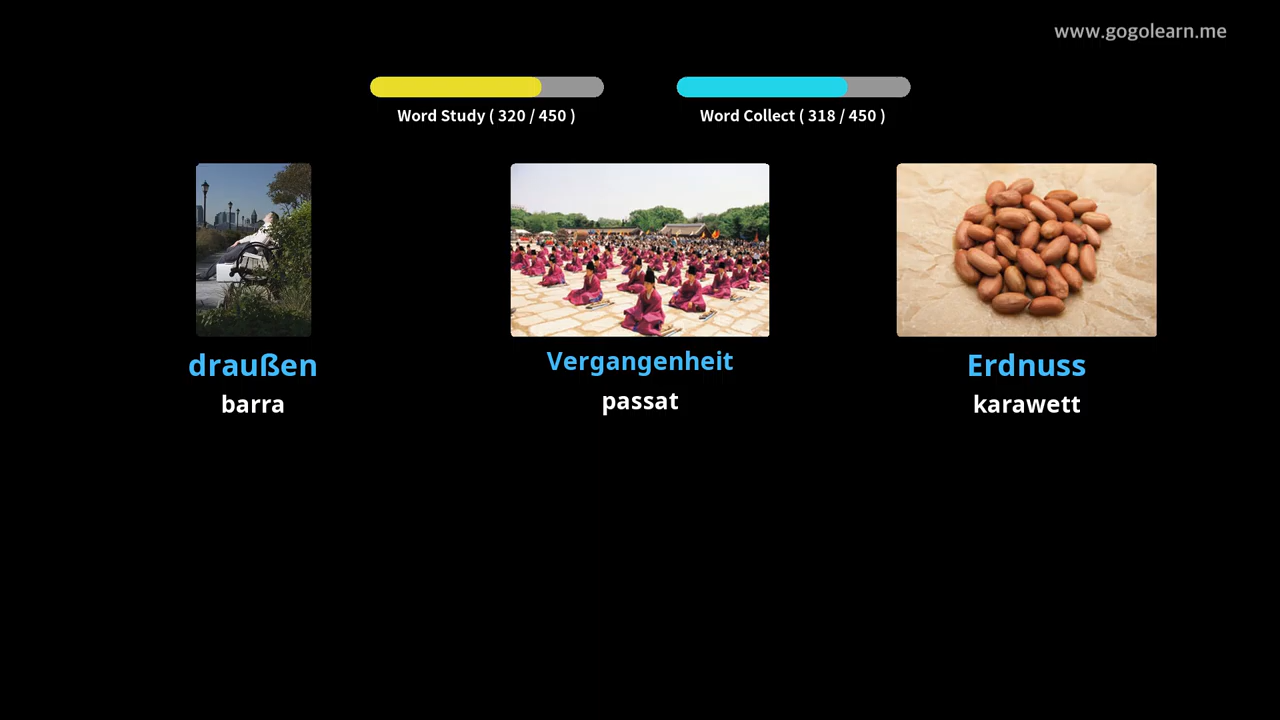 www.gogolearn.me
Word Study ( 320 / 450 )
Word Collect ( 318 / 450 )
draußen
Vergangenheit
Erdnuss
barra
passat
karawett